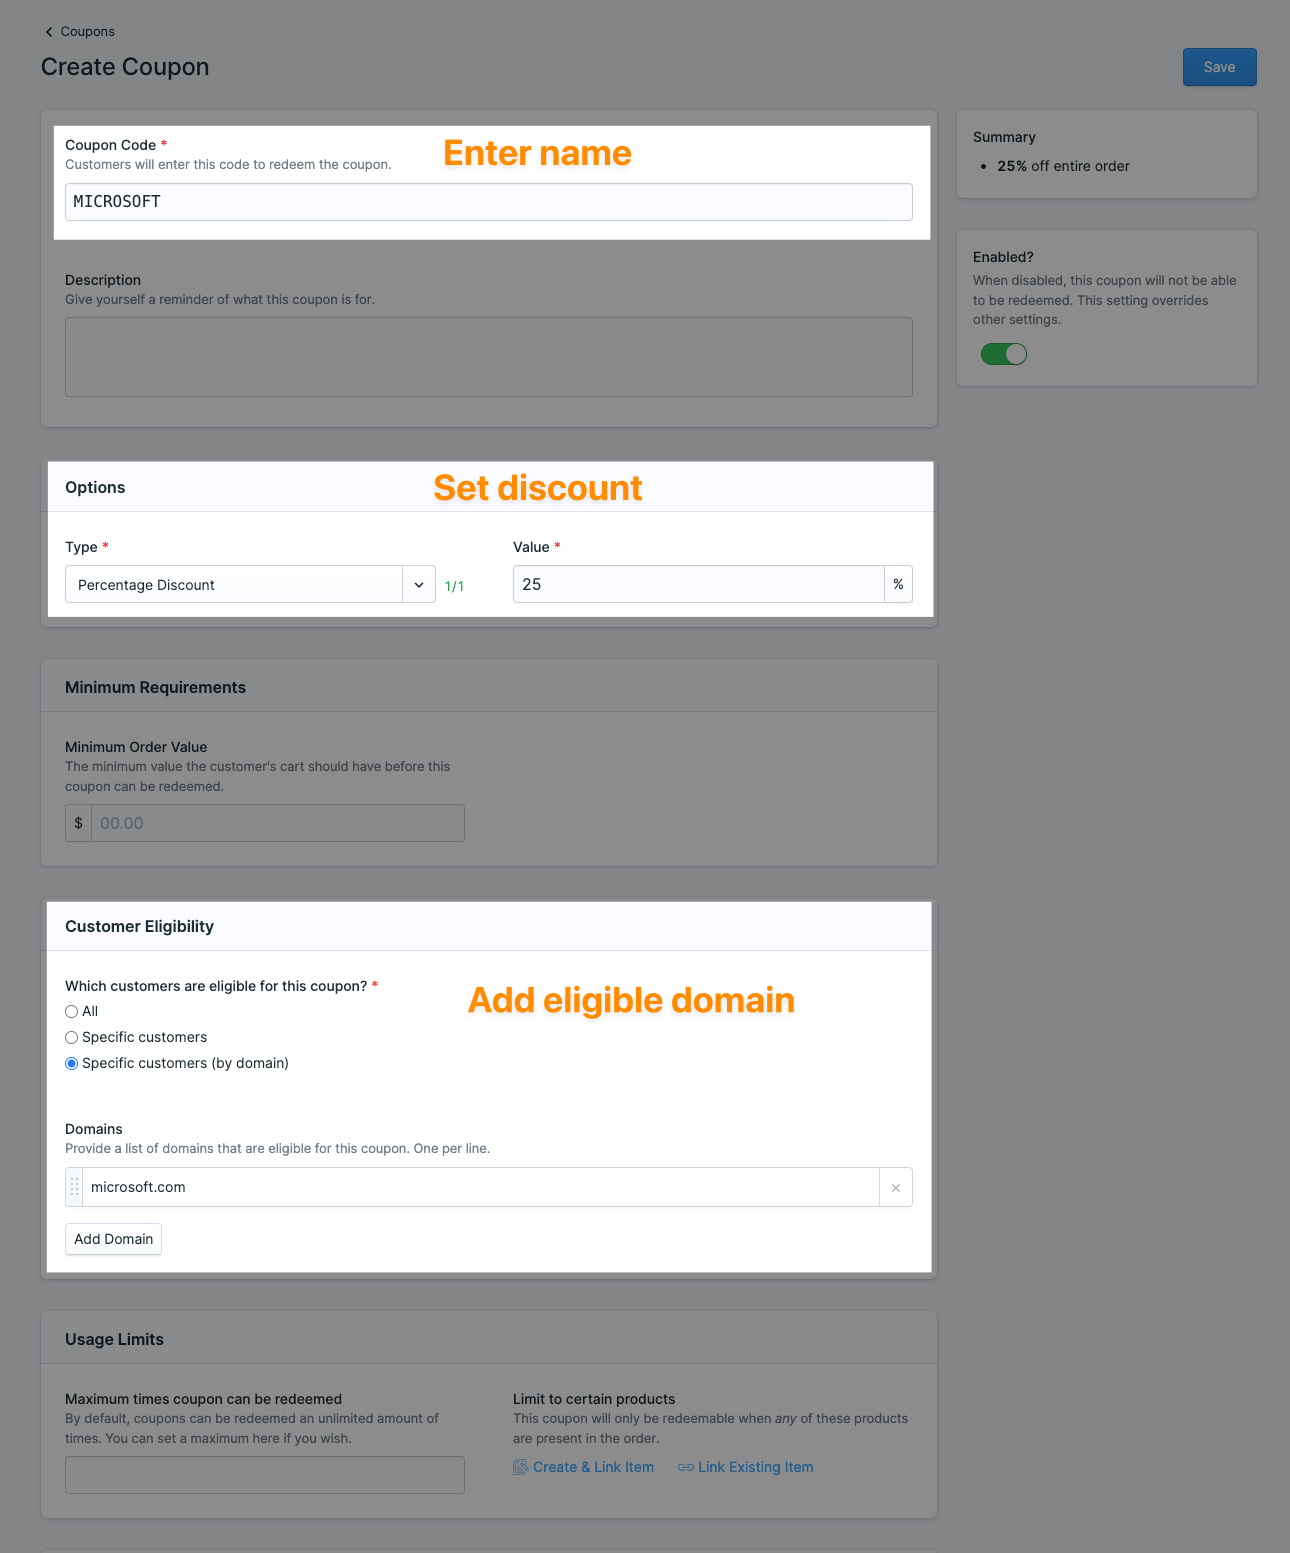 Coupons
Create Coupon
Save
Coupon Code *
Customers will enter this code to redeem the coupon.
Enter name
MICROSOFT
Description
Give yourself a reminder of what this coupon is for.
Summary
25% off entire order
Enabled?
When disabled, this coupon will not be able
to be redeemed. This setting overrides
other settings.
Options
Set discount
Type *
Percentage Discount
1/1
Value *
25
%
Minimum Requirements
Minimum Order Value
The minimum value the customer's cart should have before this
coupon can be redeemed.
$ 00.00
Customer Eligibility
Which customers are eligible for this coupon? *
Add eligible domain
All
Specific customers
Specific customers (by domain)
Domains
Provide a list of domains that are eligible for this coupon. One per line.
microsoft.com
Add Domain
Usage Limits
Maximum times coupon can be redeemed
By default, coupons can be redeemed an unlimited amount of
times. You can set a maximum here if you wish.
Limit to certain products
This coupon will only be redeemable when any of these products
are present in the order.
Create & Link Item
Link Existing Item